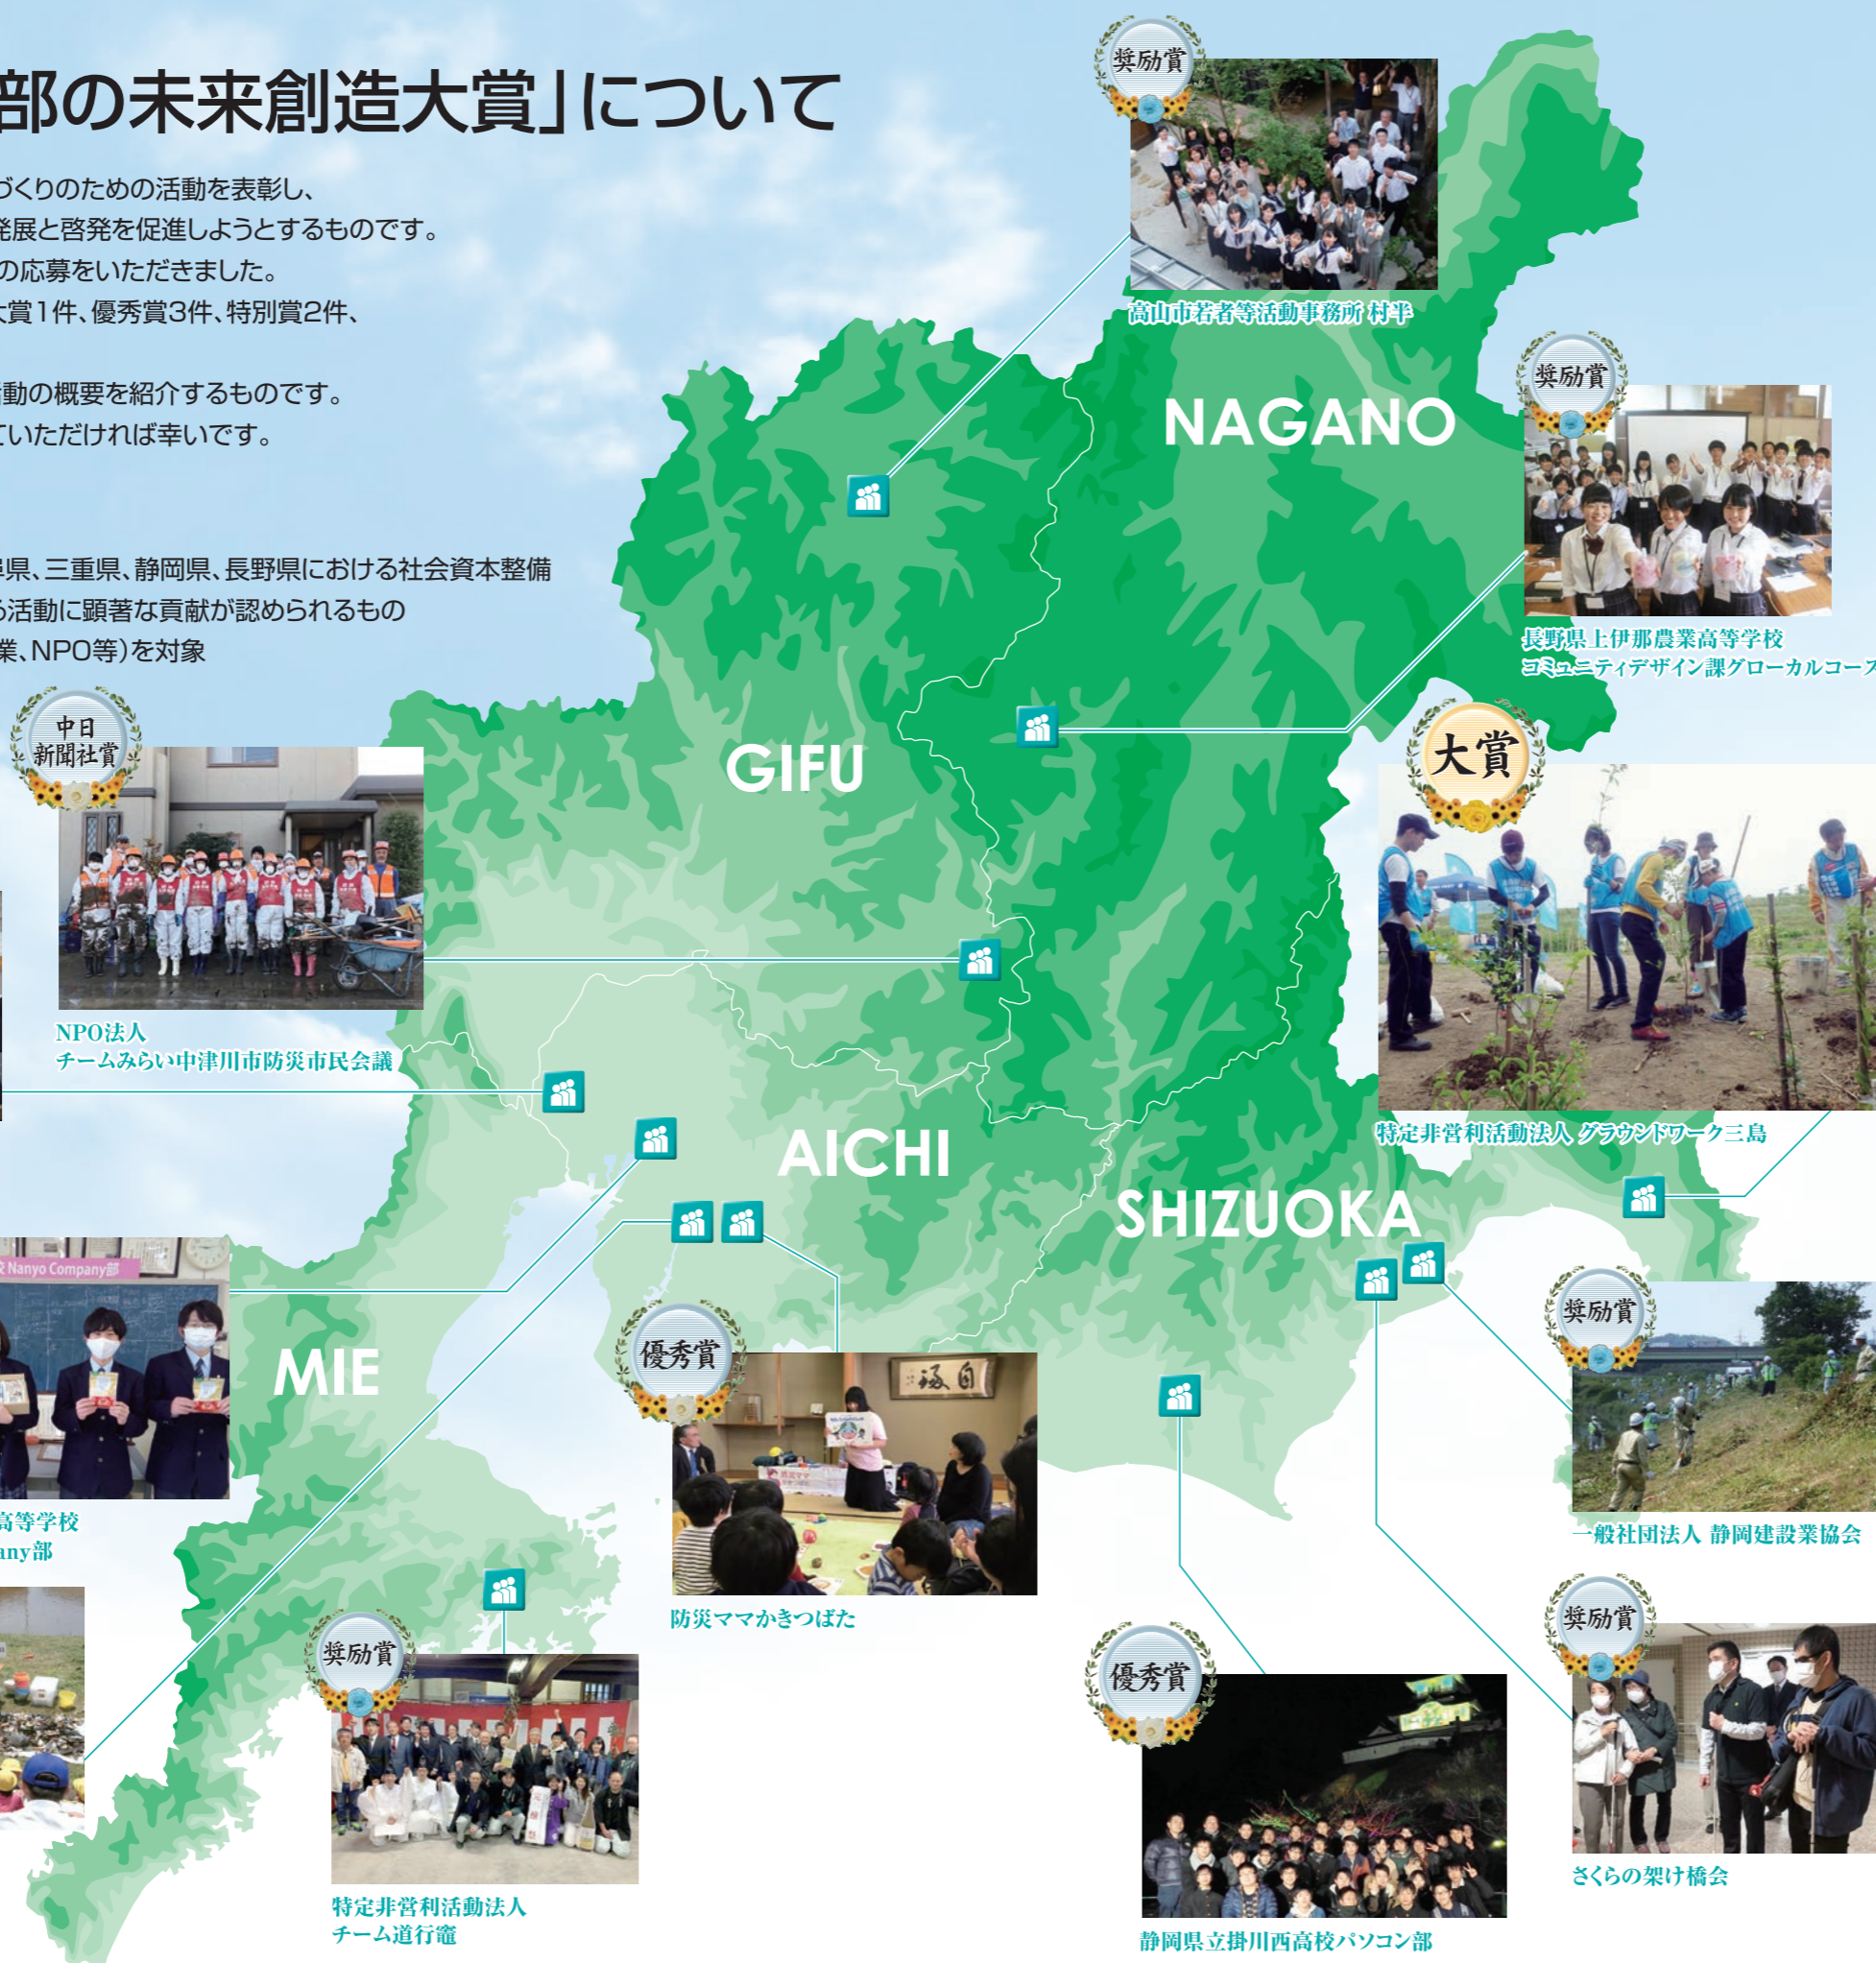 部の未来創造大賞」について
づくりのための活動を表彰し、
発展と啓発を促進しようとするものです。
の応募をいただきました。
大賞1件、優秀賞3件、特別賞2件、
活動の概要を紹介するものです。
ていただければ幸いです。
県、三重県、静岡県、長野県における社会資本整備
る活動に顕著な貢献が認められるもの
業、NPO等)を対象
奨励賞
高山市若者等活動事務所 村半
NAGANO
奨励賞
長野県上伊那農業高等学校
コミュニティデザイン課グローカルコース
中日
新聞社賞
NPO法人
チームみらい中津川市防災市民会議
GIFU
大賞
特定非営利活動法人 グラウンドワーク三島
AICHI
SHIZUOKA
MIE
校 Nanyo Company部
高等学校
any部
優秀賞
防災ママかきつばた
奨励賞
一般社団法人 静岡建設業協会
奨励賞
さくらの架け橋会
奨励賞
特定非営利活動法人
チーム道行竈
優秀賞
静岡県立掛川西高校パソコン部